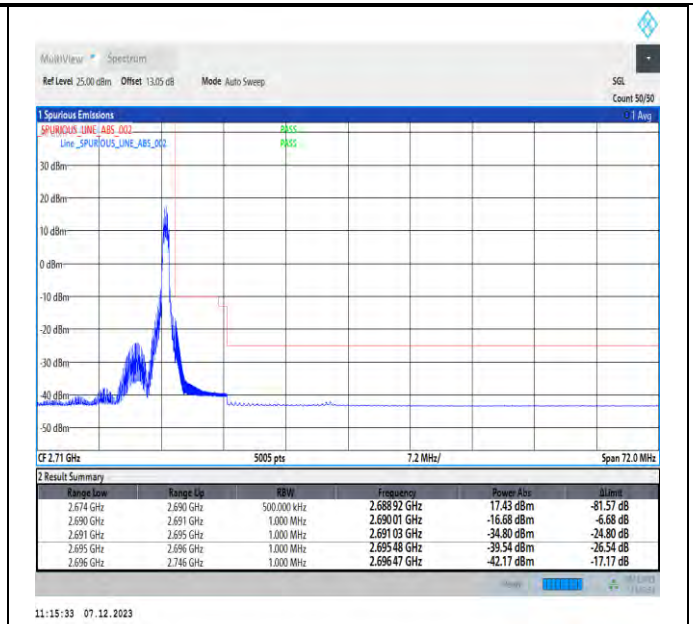 MultiView Spectrum
Ref Level 25.00 dBm Offset 13.05 dB Mode Auto Sweep SGL
Count 50/50
1 Spurious Emissions 1 Avg
_SPURIOUS_LINE_ABS_002 PASS
Line _SPURIOUS_LINE_ABS_002 PASS
30 dBm
20 dBm
10 dBm
0 dBm
-10 dBm
-20 dBm
-30 dBm
-40 dBm
-50 dBm
CF 2.71 GHz 5005 pts 7.2 MHz/ Span 72.0 MHz
2 Result Summary
Range Low Range Up RBW Frequency Power Abs ΔLimit
2.674 GHz 2.690 GHz 500.000 kHz 2.688 92 GHz 17.43 dBm -81.57 dB
2.690 GHz 2.691 GHz 1.000 MHz 2.690 01 GHz -16.68 dBm -6.68 dB
2.691 GHz 2.695 GHz 1.000 MHz 2.691 03 GHz -34.80 dBm -24.80 dB
2.695 GHz 2.696 GHz 1.000 MHz 2.695 48 GHz -39.54 dBm -26.54 dB
2.696 GHz 2.746 GHz 1.000 MHz 2.696 47 GHz -42.17 dBm -17.17 dB
11:15:33 07.12.2023